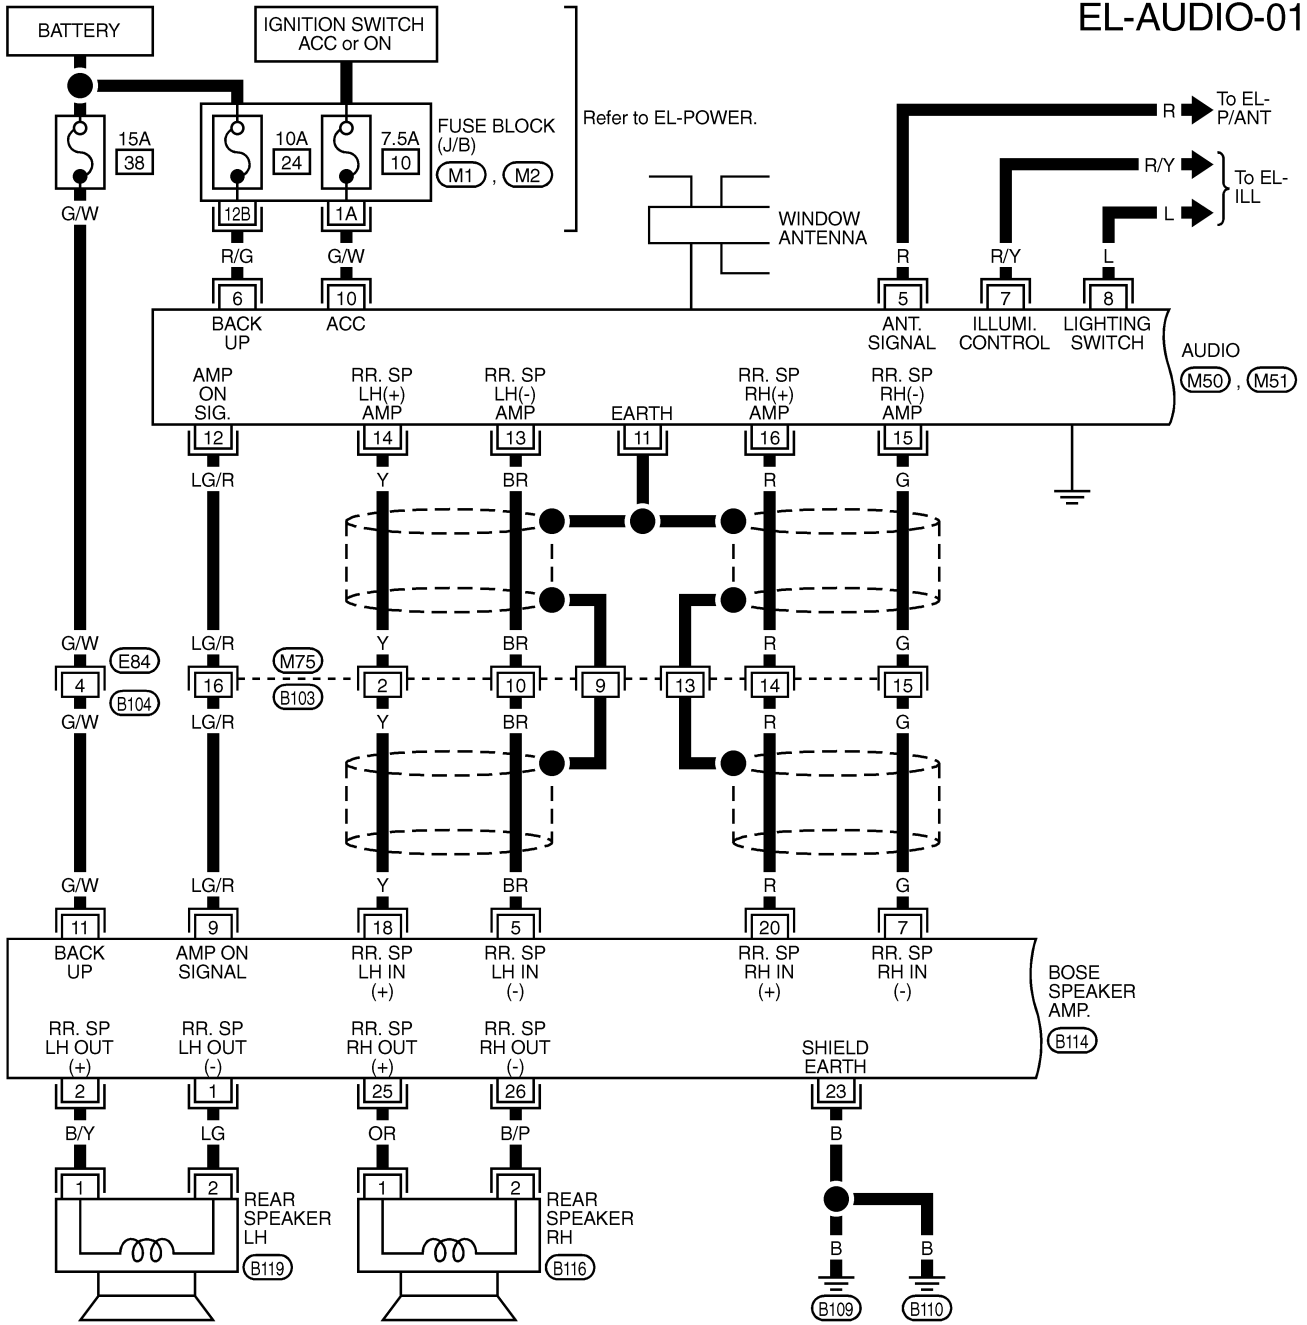 EL-AUDIO-01
BATTERY
IGNITION SWITCH
ACC or ON
Refer to EL-POWER.
15A
38
10A
24
7.5A
10
FUSE BLOCK
(J/B)
M1 , M2
R
To EL-
P/ANT
R/Y
To EL-
ILL
L
G/W
12B
1A
R/G
G/W
WINDOW
ANTENNA
R
R/Y
L
6
10
5
7
8
BACK
UP
ACC
ANT.
SIGNAL
ILLUMI.
CONTROL
LIGHTING
SWITCH
AUDIO
M50 , M51
AMP
ON
SIG.
RR. SP
LH(+)
AMP
RR. SP
LH(-)
AMP
EARTH
RR. SP
RH(+)
AMP
RR. SP
RH(-)
AMP
12
14
13
11
16
15
LG/R
Y
BR
R
G
G/W
LG/R
Y
BR
R
G
E84
M75
4
16
2
10
9
13
14
15
B104
B103
G/W
LG/R
Y
BR
R
G
G/W
LG/R
Y
BR
R
G
11
9
18
5
20
7
BACK
UP
AMP ON
SIGNAL
RR. SP
LH IN
(+)
RR. SP
LH IN
(-)
RR. SP
RH IN
(+)
RR. SP
RH IN
(-)
BOSE
SPEAKER
AMP.
B114
RR. SP
LH OUT
(+)
RR. SP
LH OUT
(-)
RR. SP
RH OUT
(+)
RR. SP
RH OUT
(-)
SHIELD
EARTH
2
1
25
26
23
B/Y
LG
OR
B/P
B
1
2
1
2
REAR
SPEAKER
LH
B119
REAR
SPEAKER
RH
B116
B
B
B109
B110